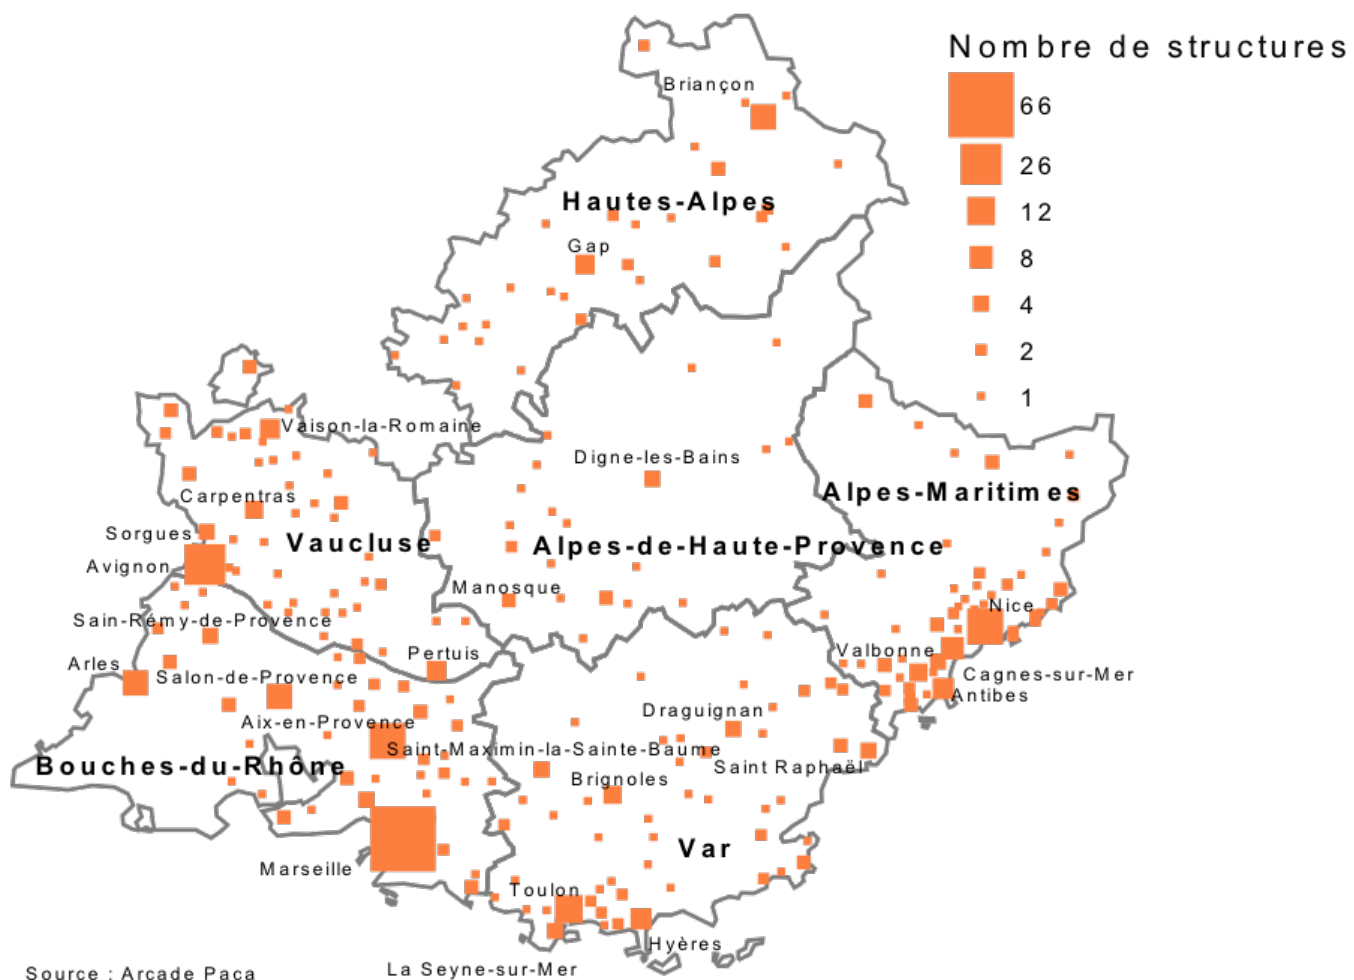 Nombre de structures
66
Briançon
26
Hautes-Alpes
12
Gap
8
4
2
1
Vaison-la-Romaine
Digne-les-Bains
Carpentras
Alpes-Maritimes
Sorgues
Vaucluse
Alpes-de-Haute-Provence
Avignon
Manosque
Nice
Sain-Rémy-de-Provence
Valbonne
Pertuis
Arles
Salon-de-Provence
Cagnes-sur-Mer
Antibes
Draguignan
Aix-en-Provence
Saint-Maximin-la-Sainte-Baume
Bouches-du-Rhône
Saint Raphaël
Brignoles
Var
Marseille
Toulon
Hyères
La Seyne-sur-Mer
Source : Arcade Paca